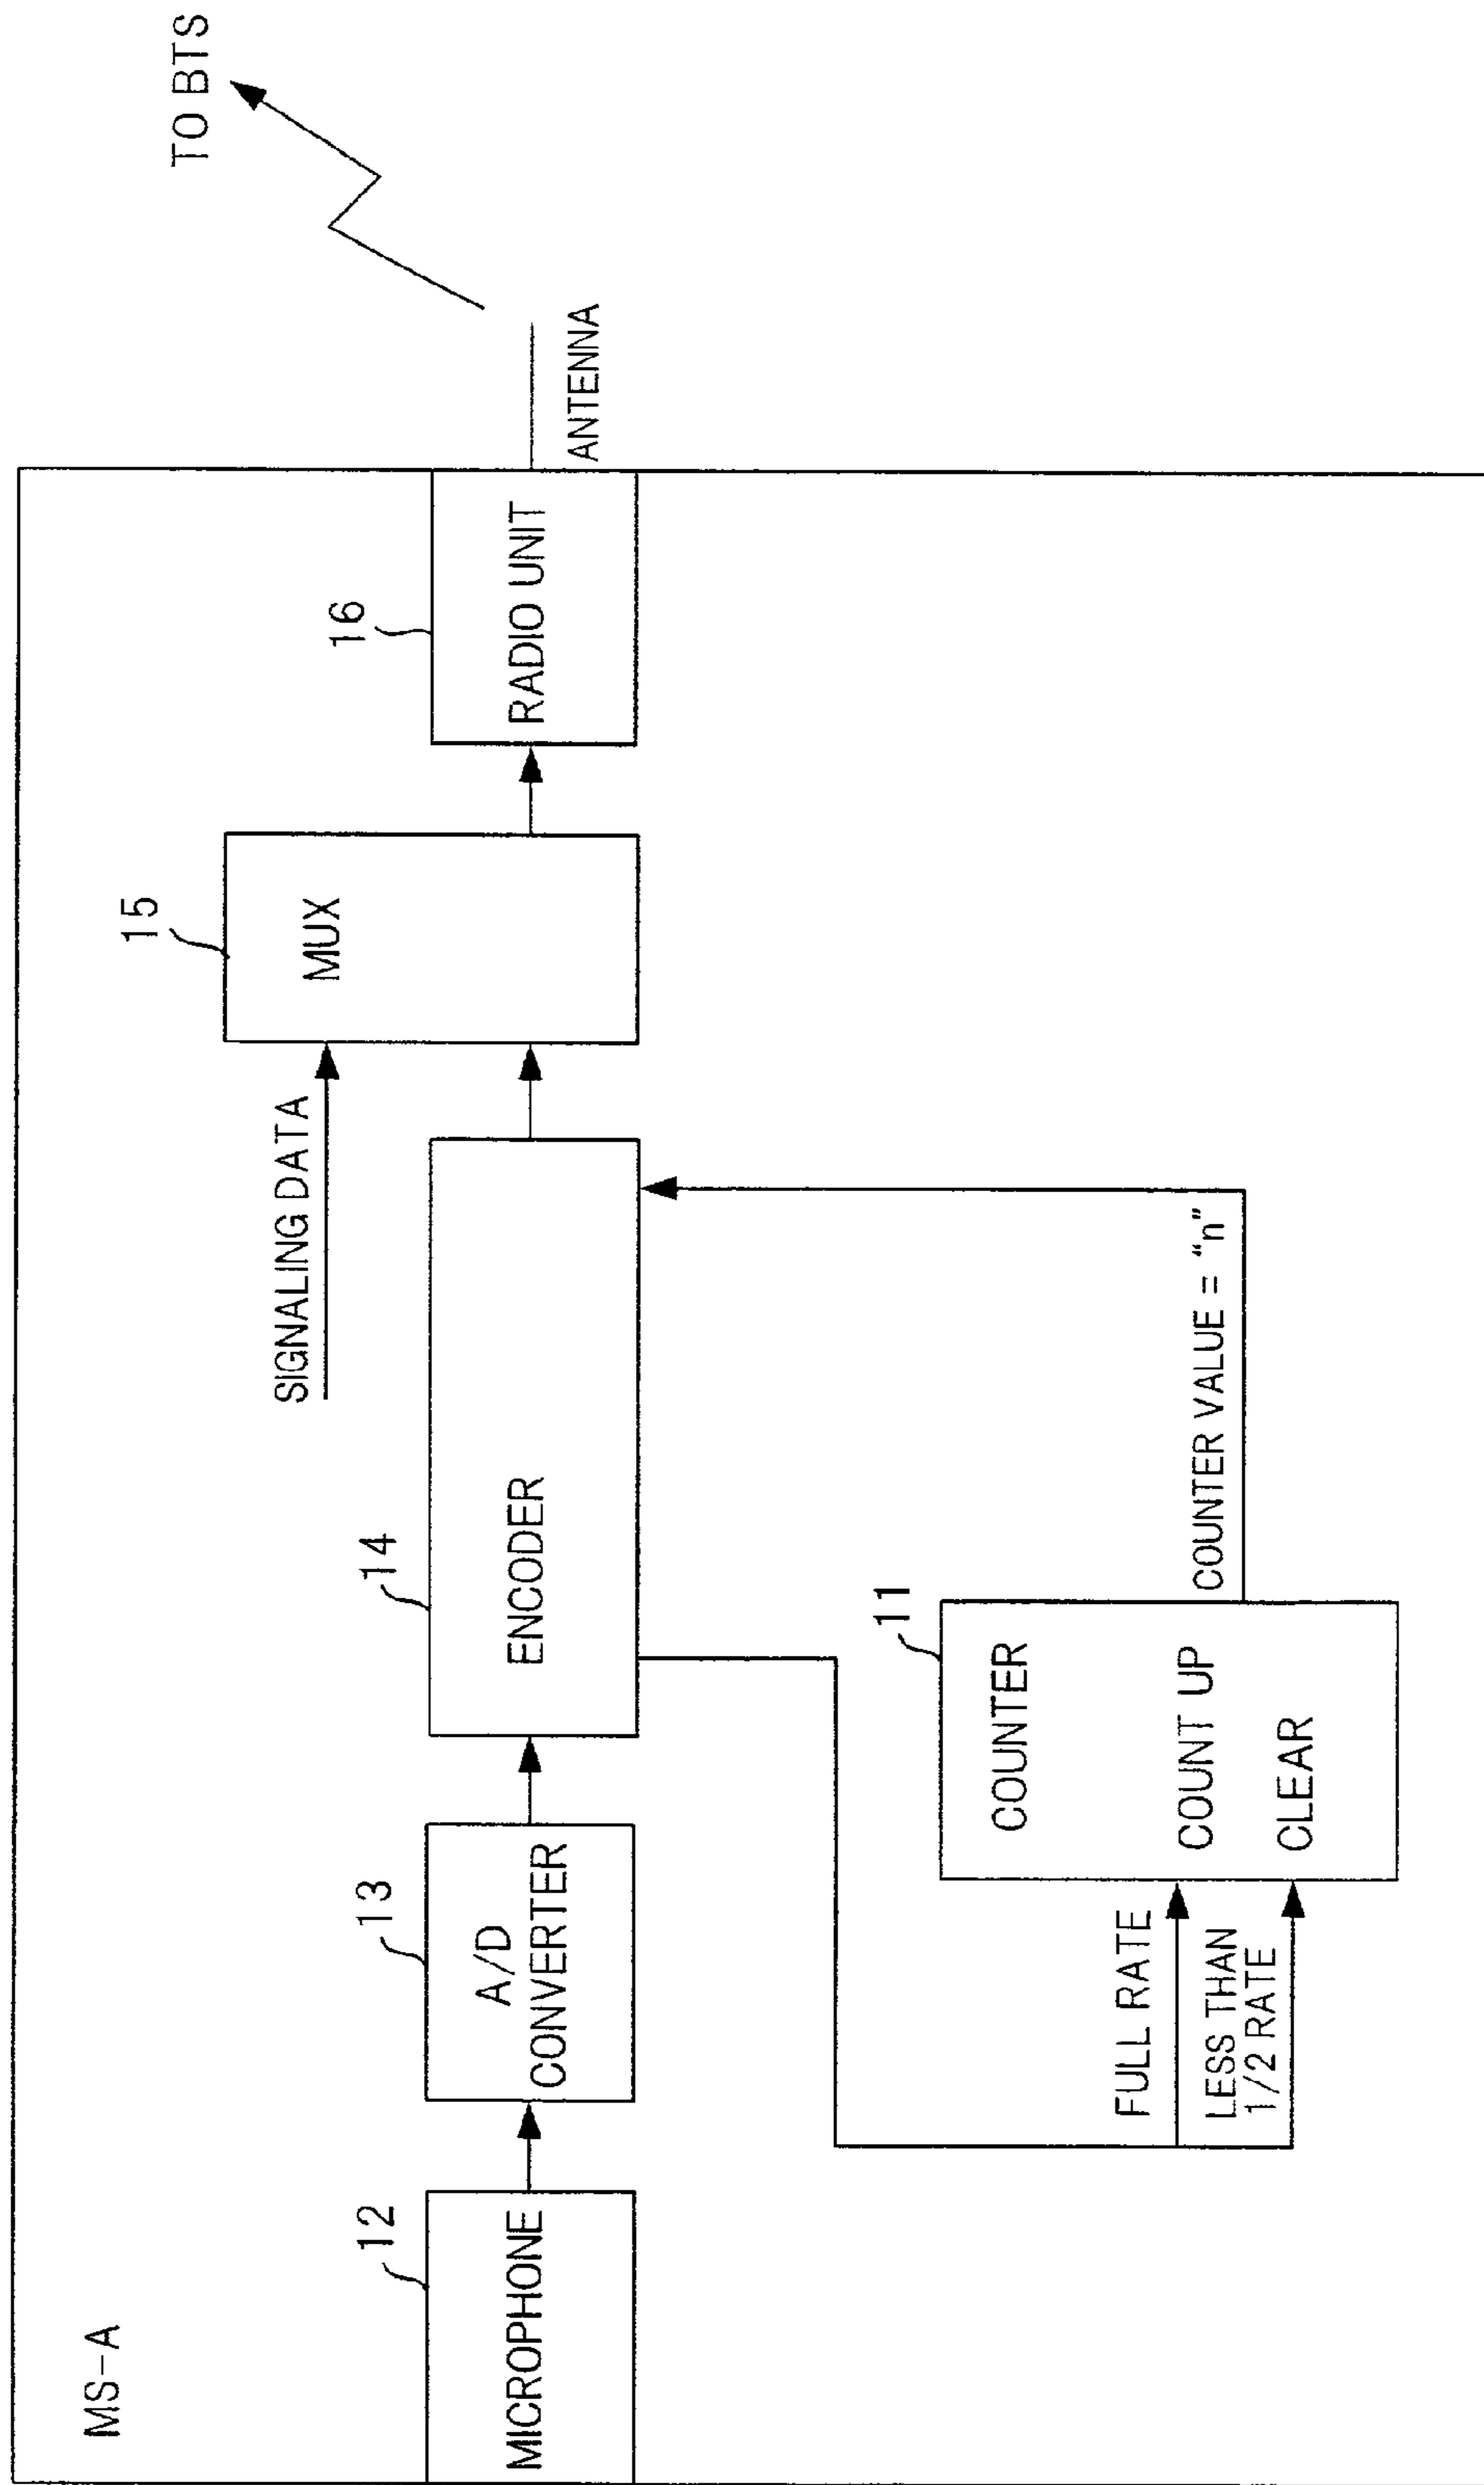 MS-A
TO BTS
12
MICROPHONE
13
A/D
CONVERTER
14
ENCODER
SIGNALING DATA
15
MUX
16
RADIO UNIT
ANTENNA
FULL RATE
LESS THAN
1/2 RATE
11
COUNTER
COUNT UP
CLEAR
COUNTER VALUE = “n”